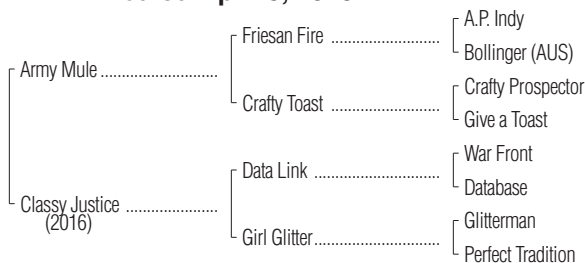 A.P. Indy
Friesan Fire
Bollinger (AUS)
Army Mule
Crafty Prospector
Crafty Toast
Give a Toast
War Front
Data Link
Database
Classy Justice
(2016)
Glitterman
Girl Glitter
Perfect Tradition